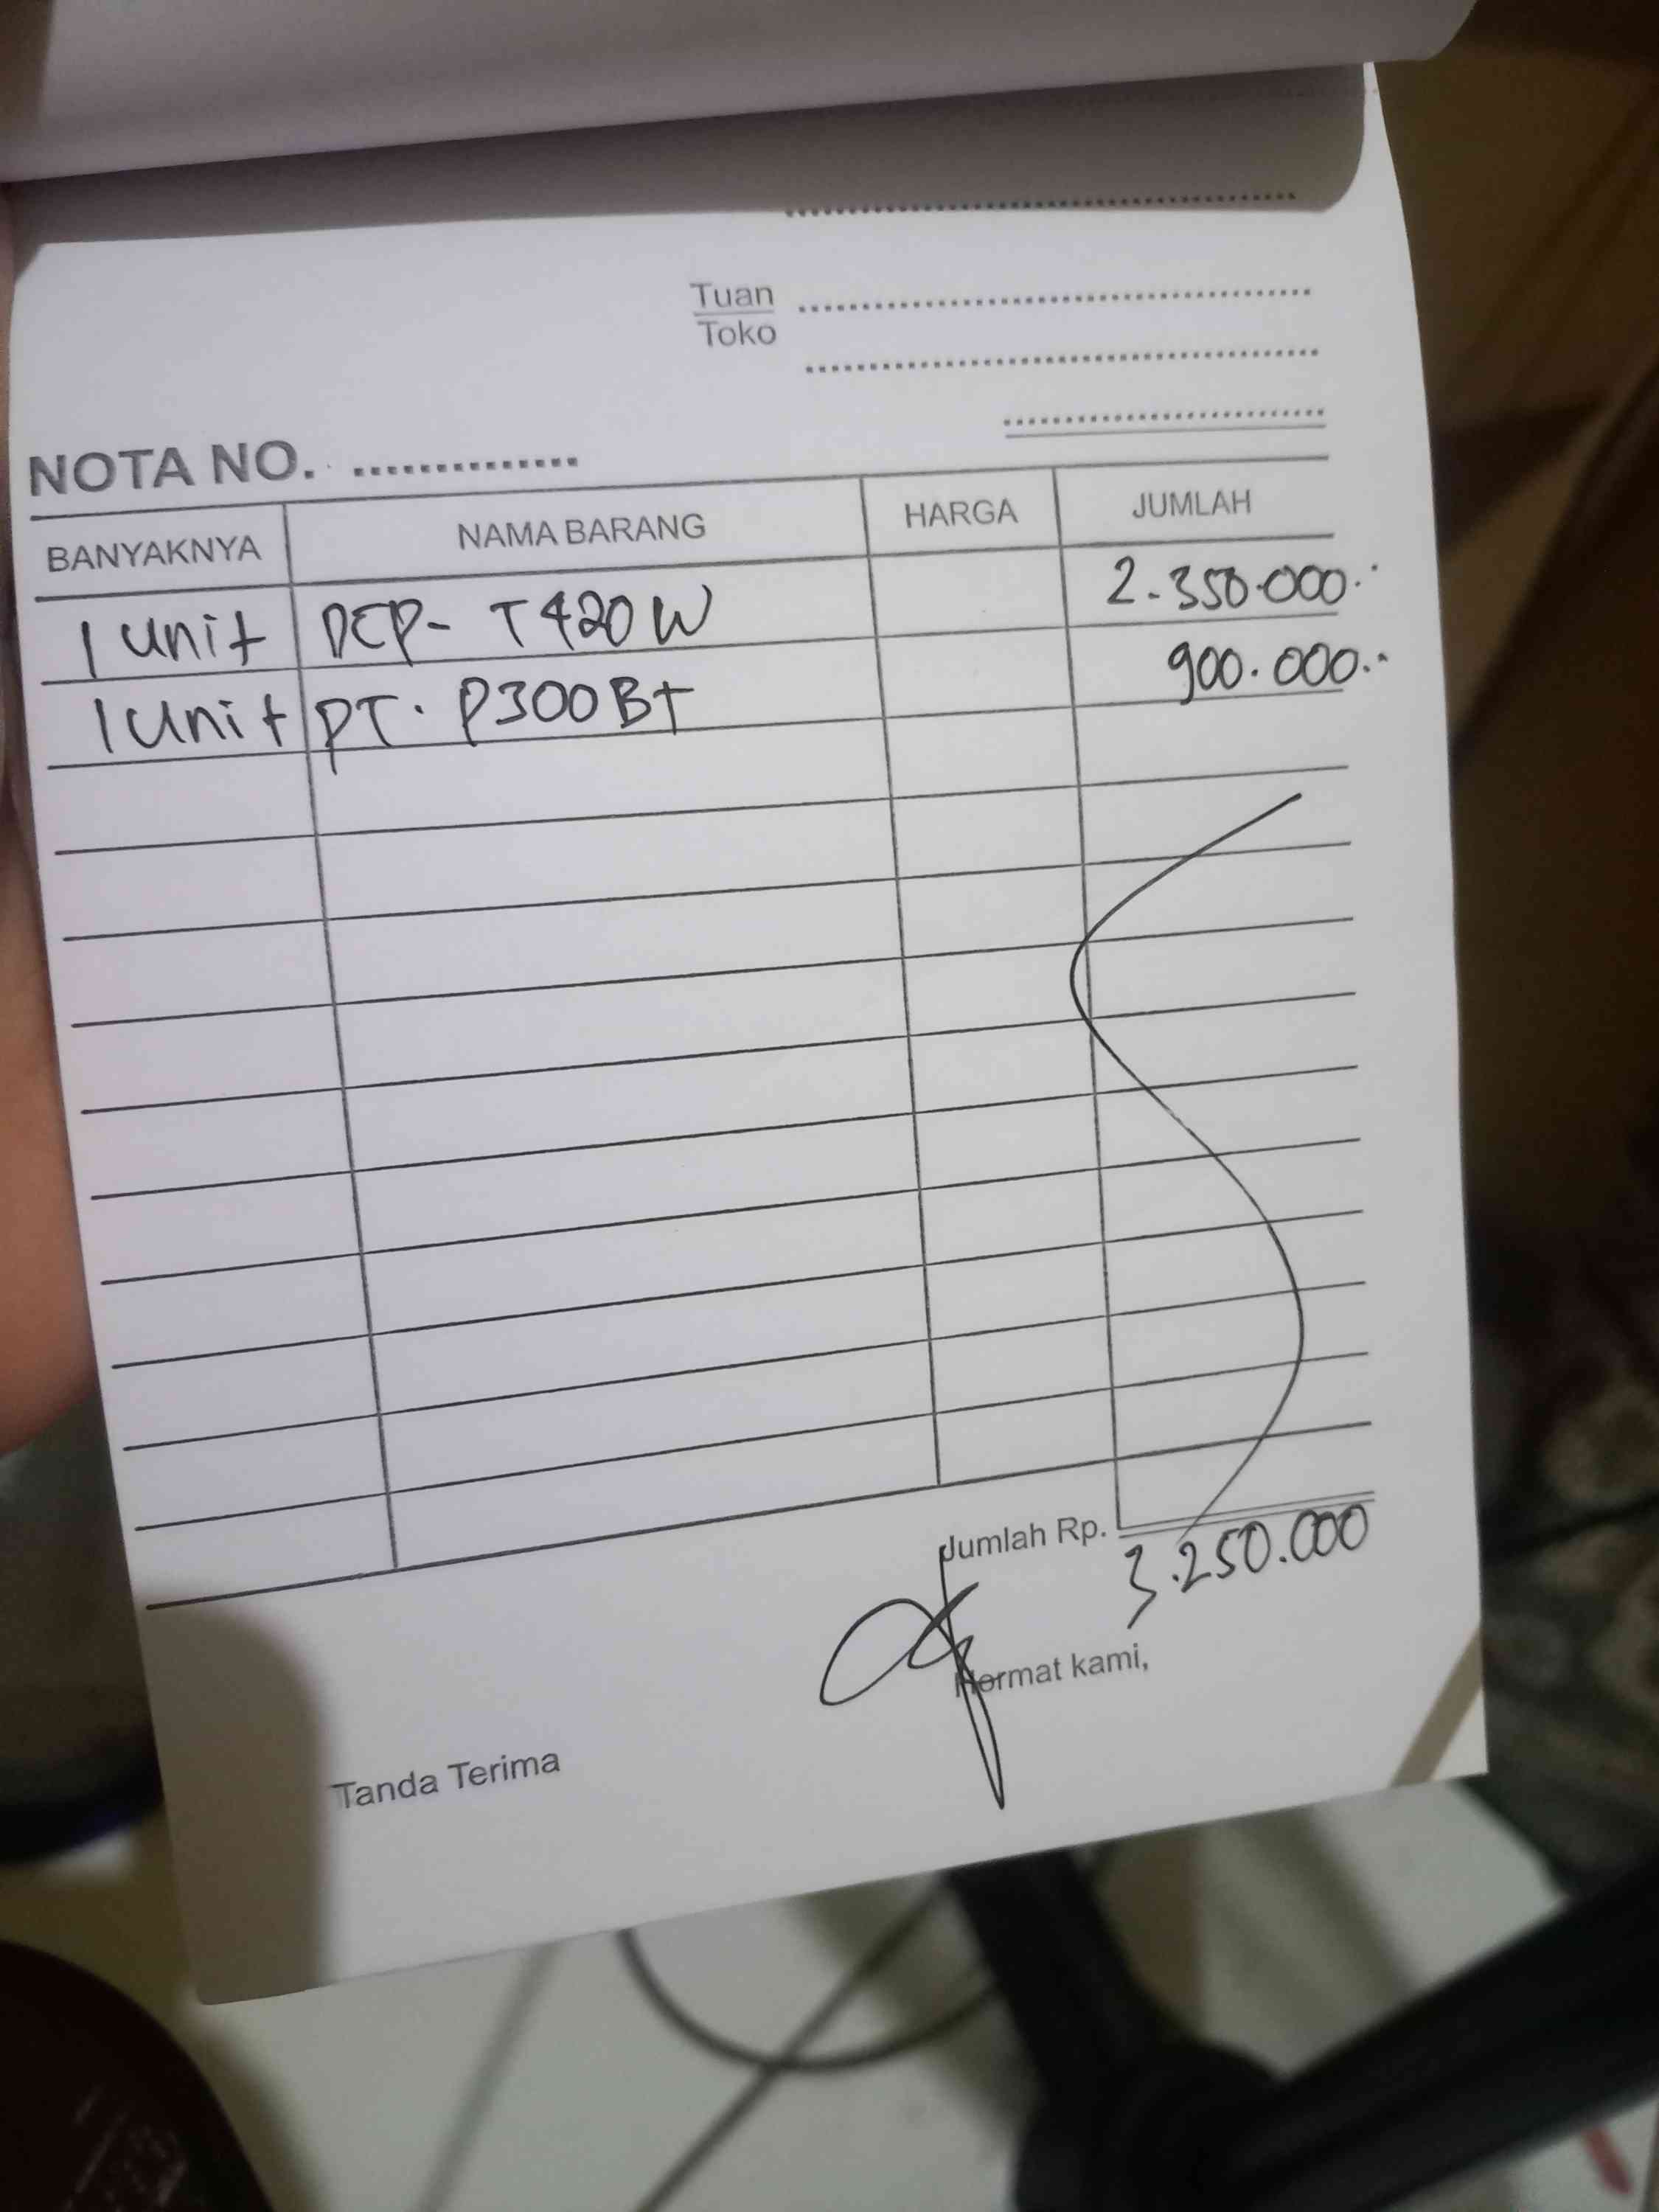 Tuan
Toko
NOTA NO.
BANYAKNYA NAMA BARANG HARGA JUMLAH
1 unit DCP- T420W 2.350.000.-
1 unit PT. P300Bt 900.000.-
Jumlah Rp. 3.250.000
Hormat kami,
Tanda Terima